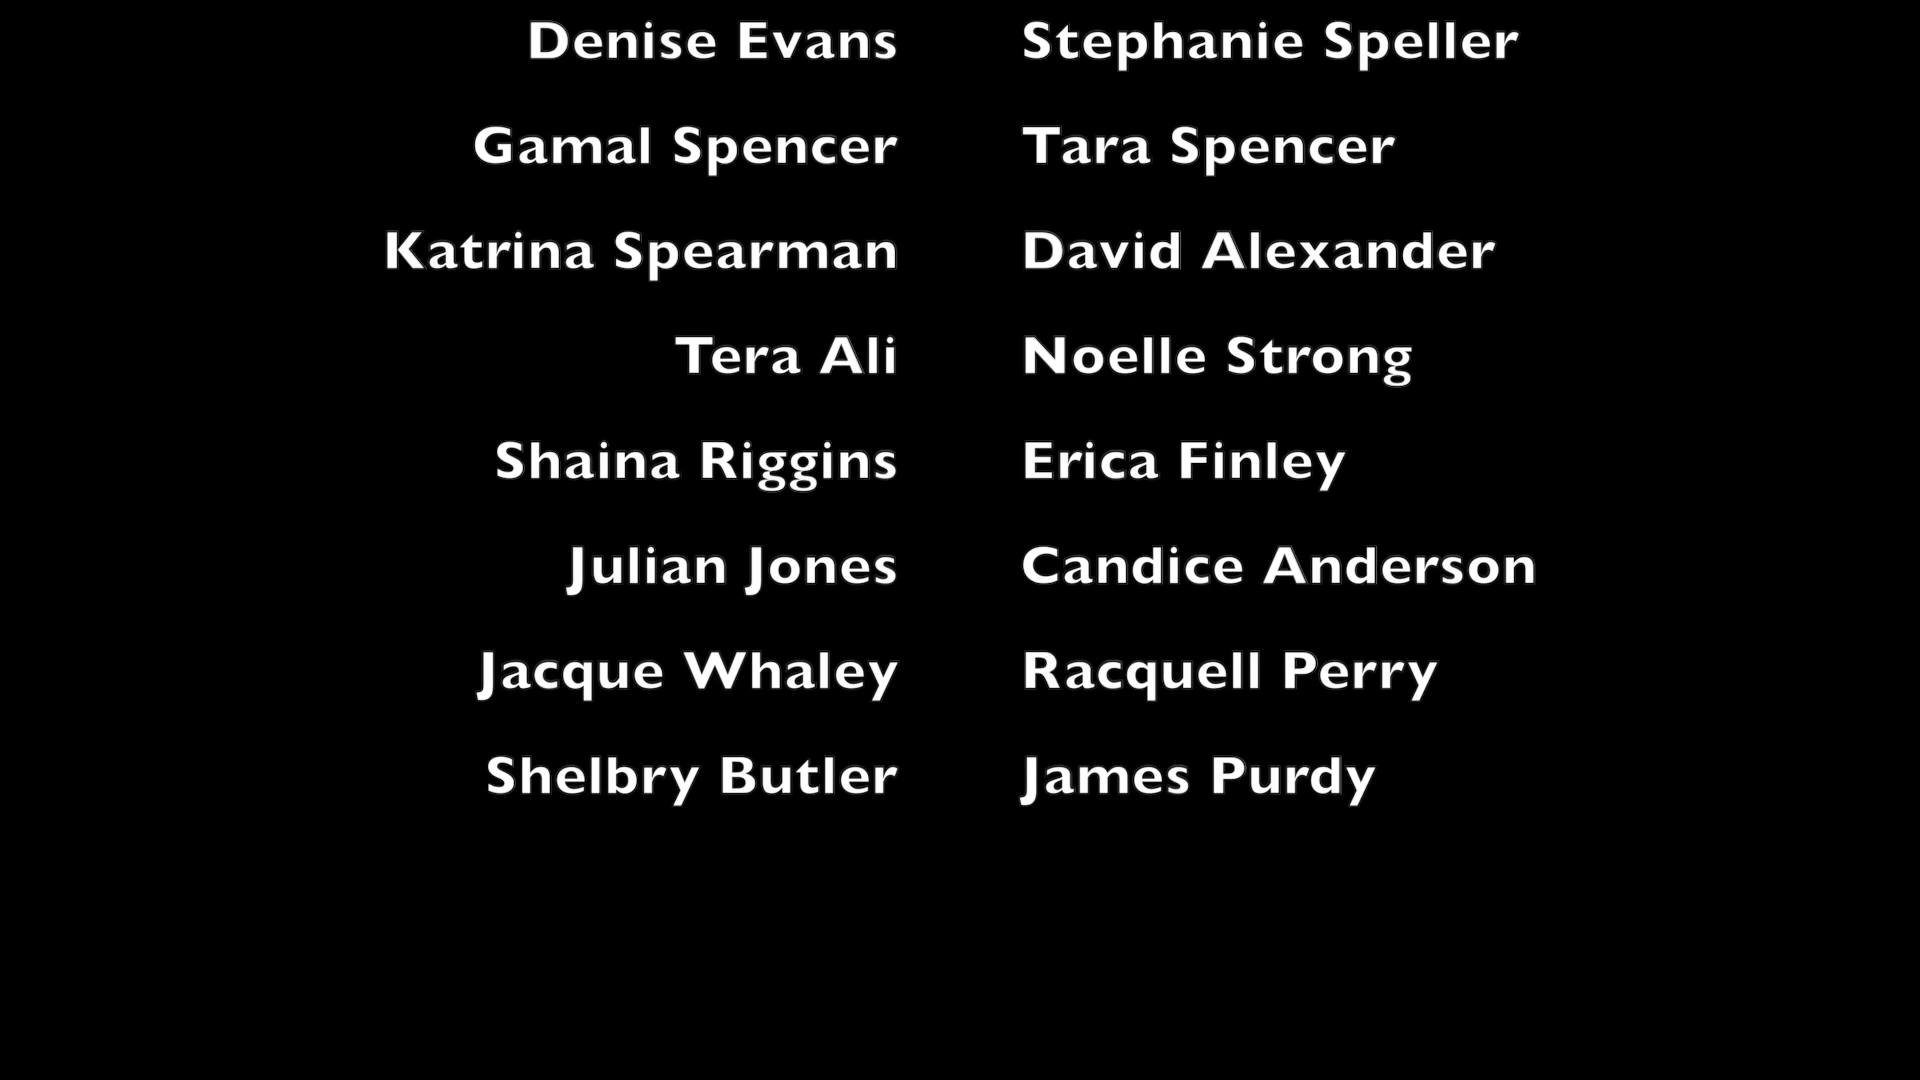 Denise Evans Stephanie Speller
Gamal Spencer Tara Spencer
Katrina Spearman David Alexander
Tera Ali Noelle Strong
Shaina Riggins Erica Finley
Julian Jones Candice Anderson
Jacque Whaley Racquell Perry
Shelbry Butler James Purdy